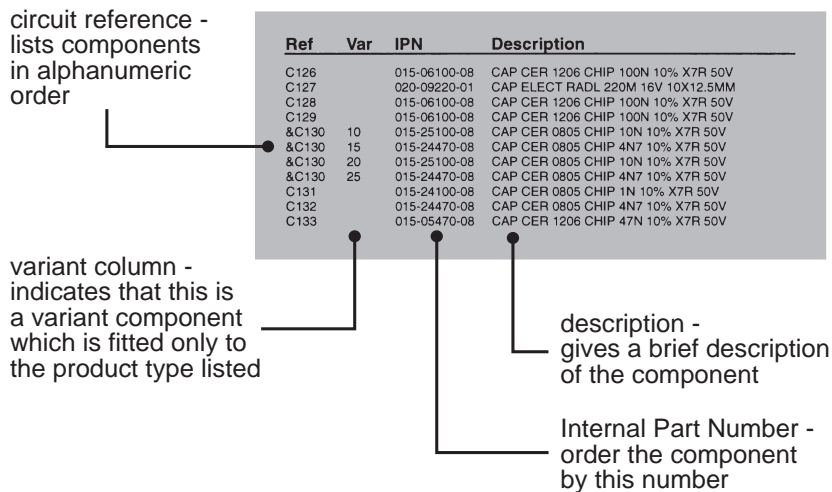 circuit reference -
lists components
in alphanumeric
order
Ref Var IPN Description
C126 015-06100-08 CAP CER 1206 CHIP 100N 10% X7R 50V
C127 020-09220-01 CAP ELECT RADL 220M 16V 10X12.5MM
C128 015-06100-08 CAP CER 1206 CHIP 100N 10% X7R 50V
C129 015-06100-08 CAP CER 1206 CHIP 100N 10% X7R 50V
&C130 10 015-25100-08 CAP CER 0805 CHIP 10N 10% X7R 50V
&C130 15 015-24470-08 CAP CER 0805 CHIP 4N7 10% X7R 50V
&C130 20 015-25100-08 CAP CER 0805 CHIP 10N 10% X7R 50V
&C130 25 015-24470-08 CAP CER 0805 CHIP 4N7 10% X7R 50V
C131 015-24100-08 CAP CER 0805 CHIP 1N 10% X7R 50V
C132 015-24470-08 CAP CER 0805 CHIP 4N7 10% X7R 50V
C133 015-05470-08 CAP CER 1206 CHIP 47N 10% X7R 50V
variant column -
indicates that this is
a variant component
which is fitted only to
the product type listed
description -
gives a brief description
of the component
Internal Part Number -
order the component
by this number